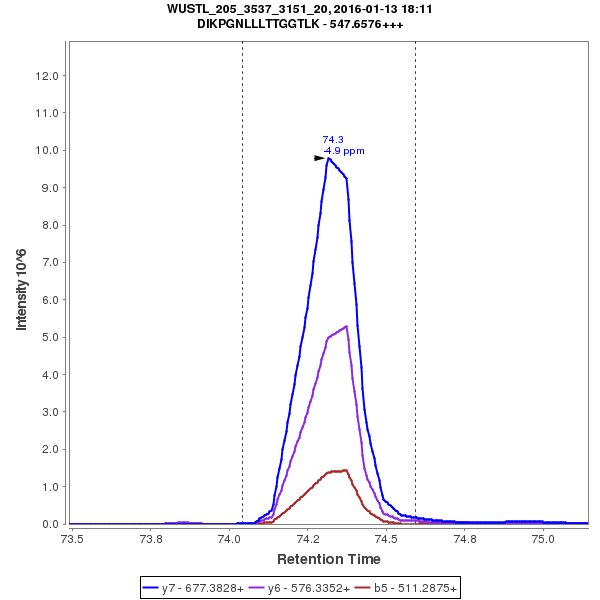 WUSTL_205_3537_3151_20, 2016-01-13 18:11
DIKPGNLLLTTGGTLK - 547.6576+++
12.0
11.0
10.0
9.0
8.0
7.0
6.0
5.0
4.0
3.0
2.0
1.0
0.0
Intensity 10^6
74.3
-4.9 ppm
73.5
73.8
74.0
74.2
74.5
74.8
75.0
Retention Time
y7 - 677.3828+
y6 - 576.3352+
b5 - 511.2875+